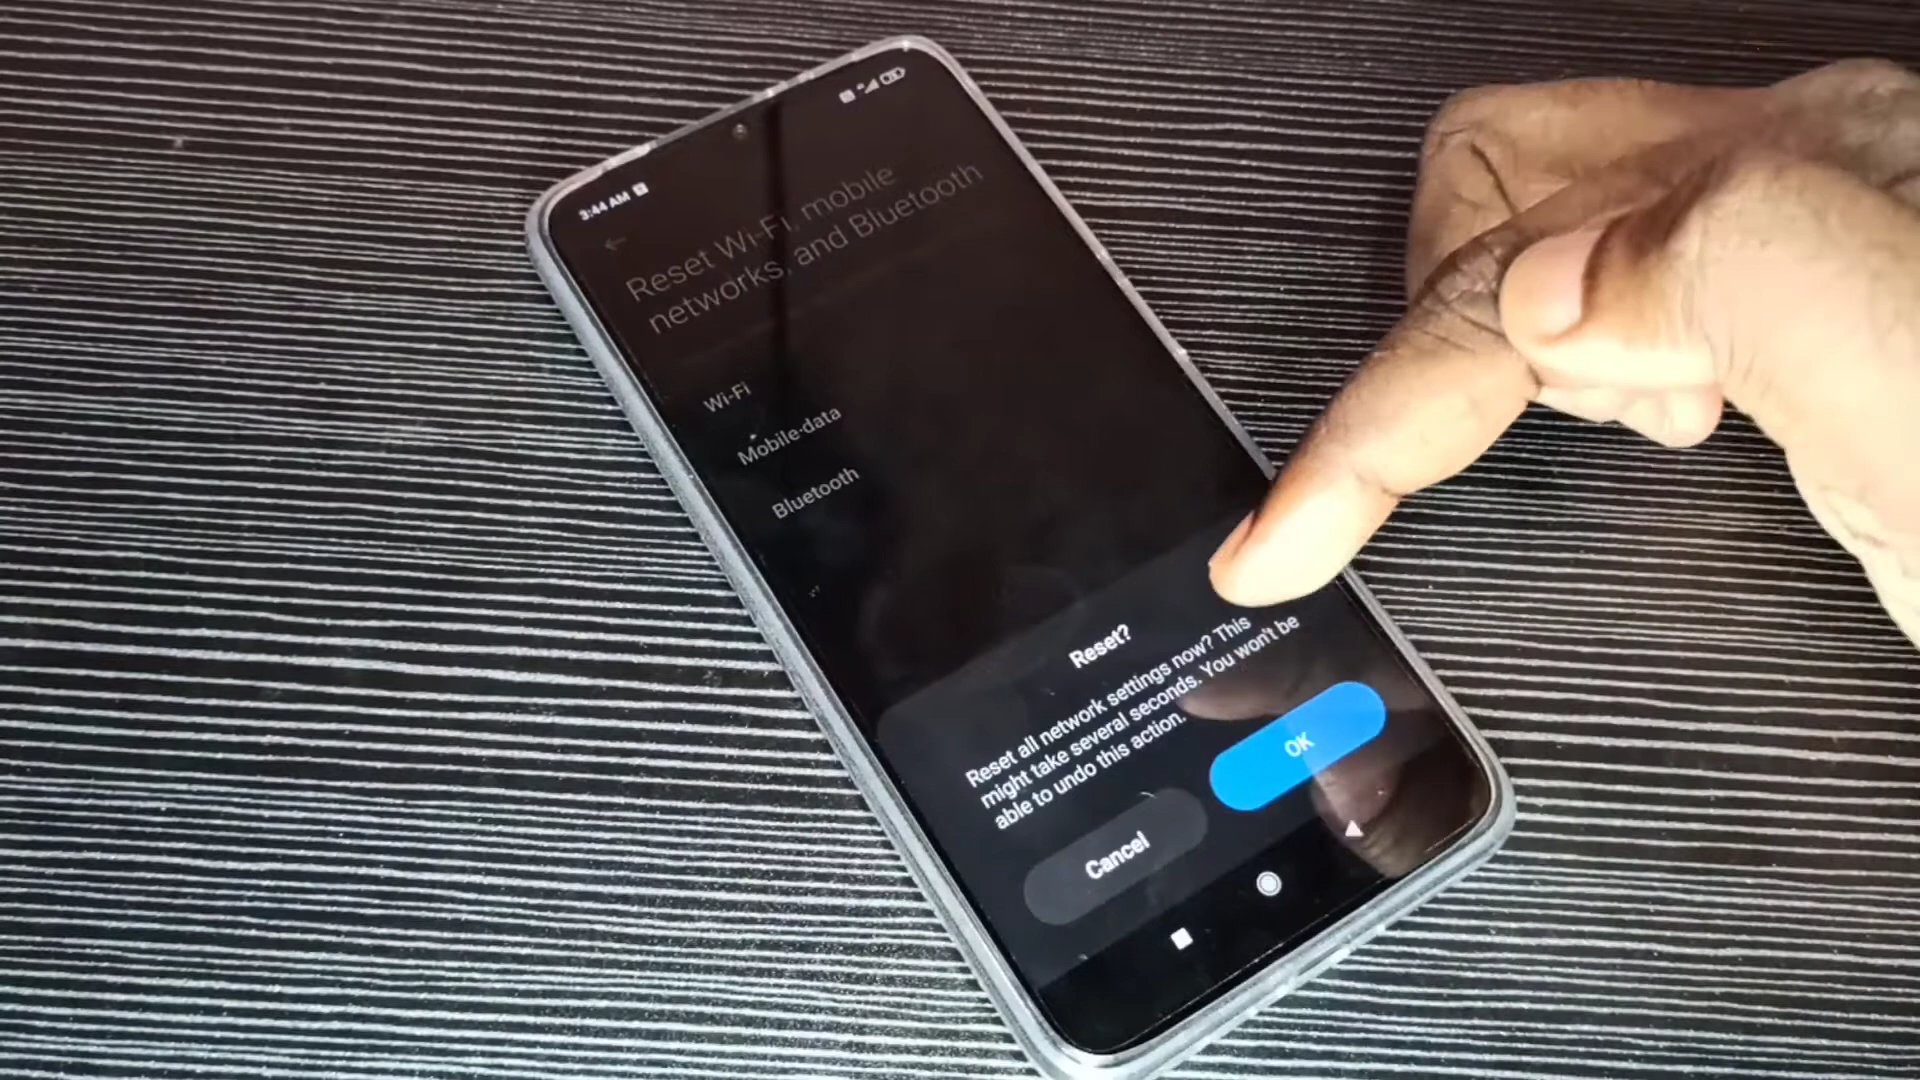 3:44 AM
Reset Wi-Fi, mobile
networks, and Bluetooth
Wi-Fi
Mobile data
Bluetooth
Reset?
Reset all network settings now? This
might take several seconds. You won't be
able to undo this action.
Cancel
OK